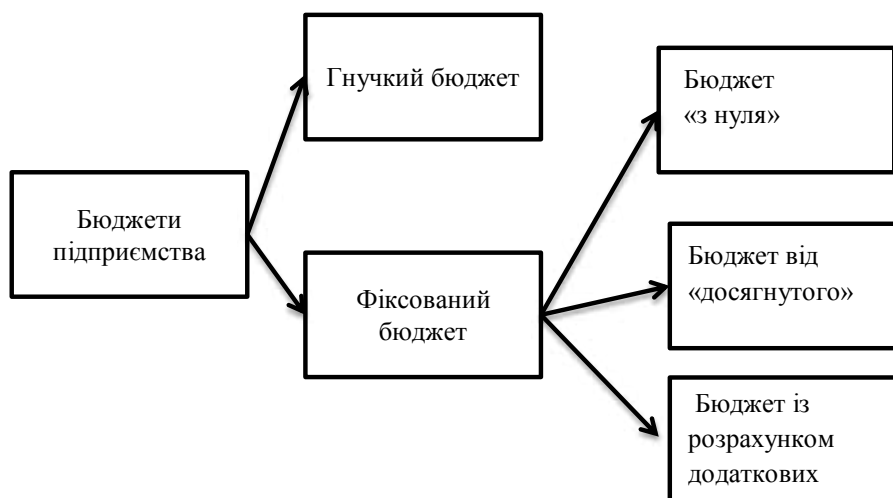 Гнучкий бюджет
Бюджет
«з нуля»
Бюджети
підприємства
Бюджет від
«досягнутого»
Фіксований
бюджет
Бюджет із
розрахунком
додаткових